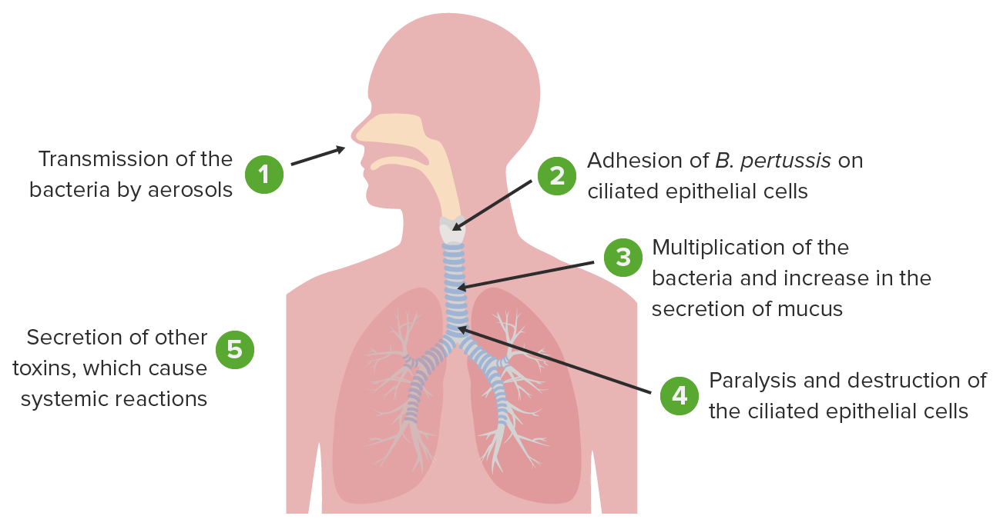 1
Transmission of the
bacteria by aerosols
2
Adhesion of B. pertussis on
ciliated epithelial cells
3
Multiplication of the
bacteria and increase in the
secretion of mucus
4
Paralysis and destruction of
the ciliated epithelial cells
5
Secretion of other
toxins, which cause
systemic reactions